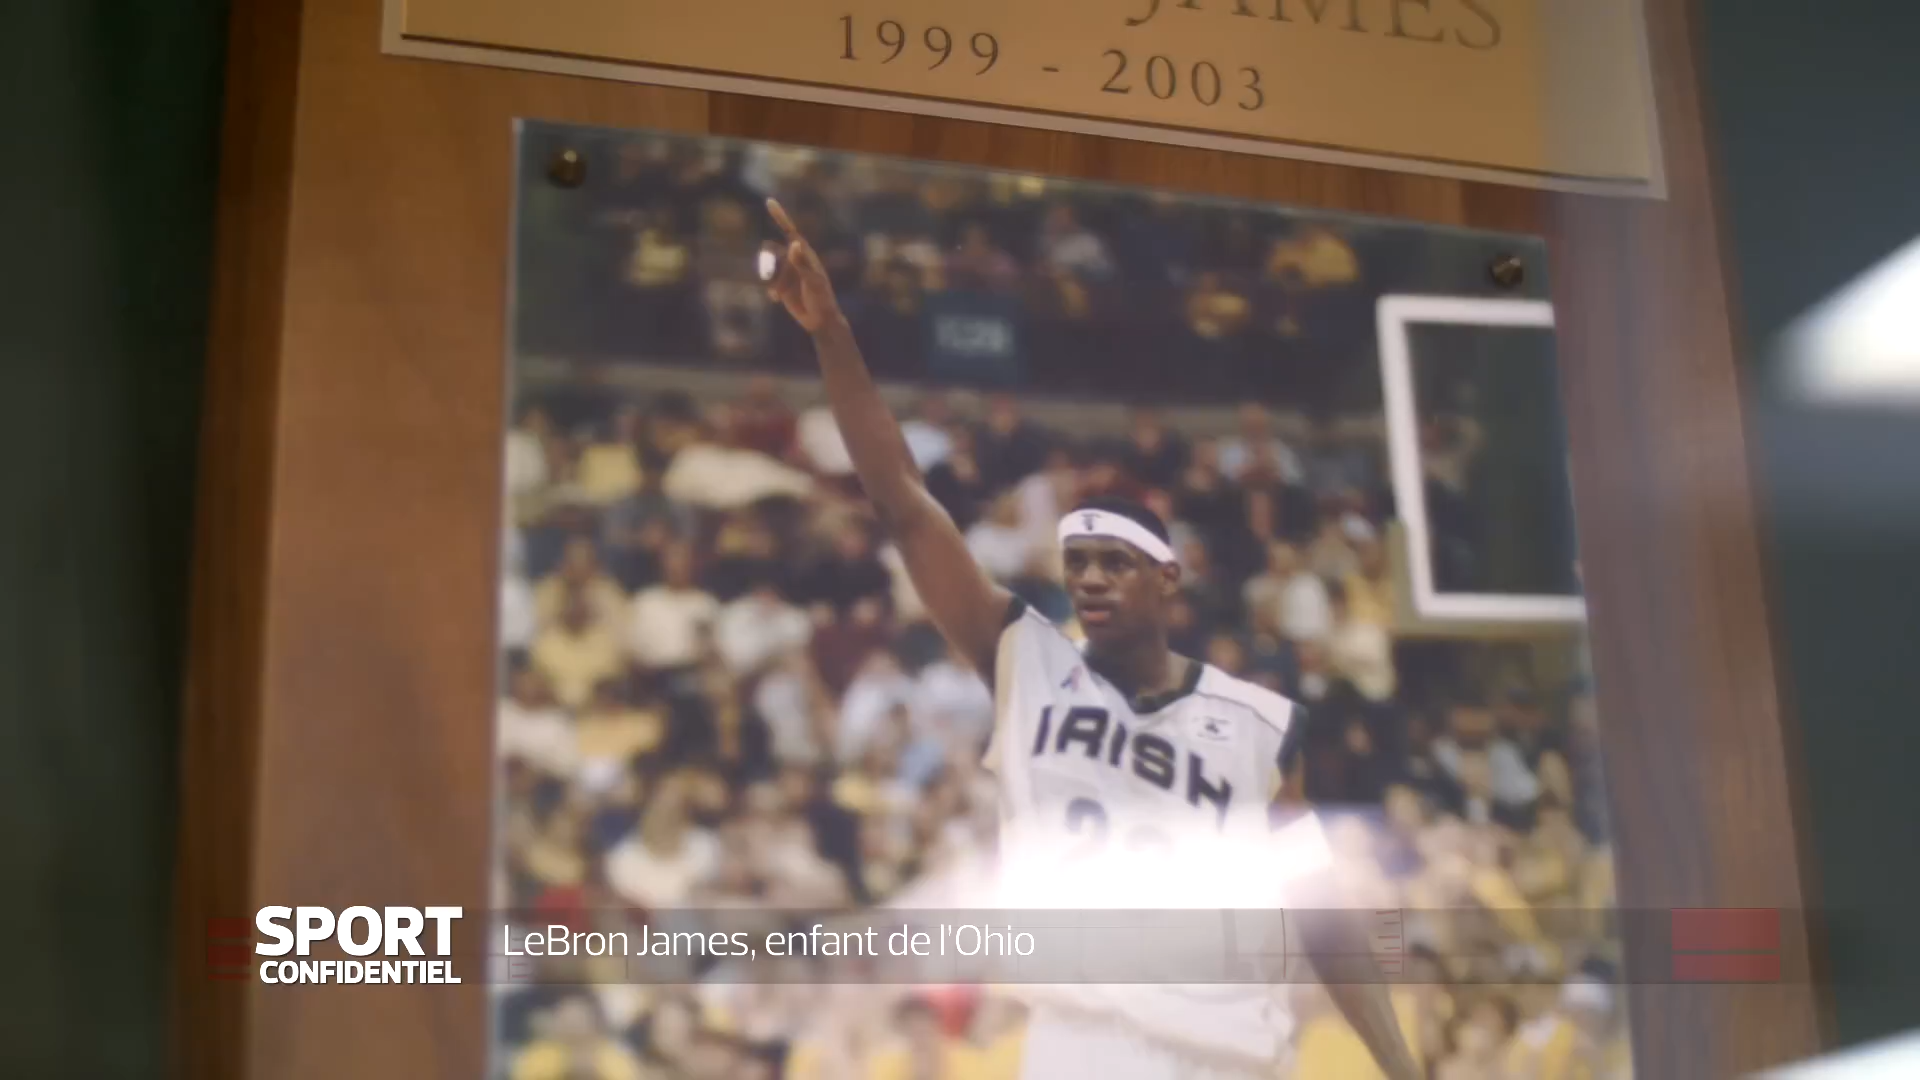 JAMES
1999 - 2003
IRISH
SPORT
CONFIDENTIEL
LeBron James, enfant de l'Ohio